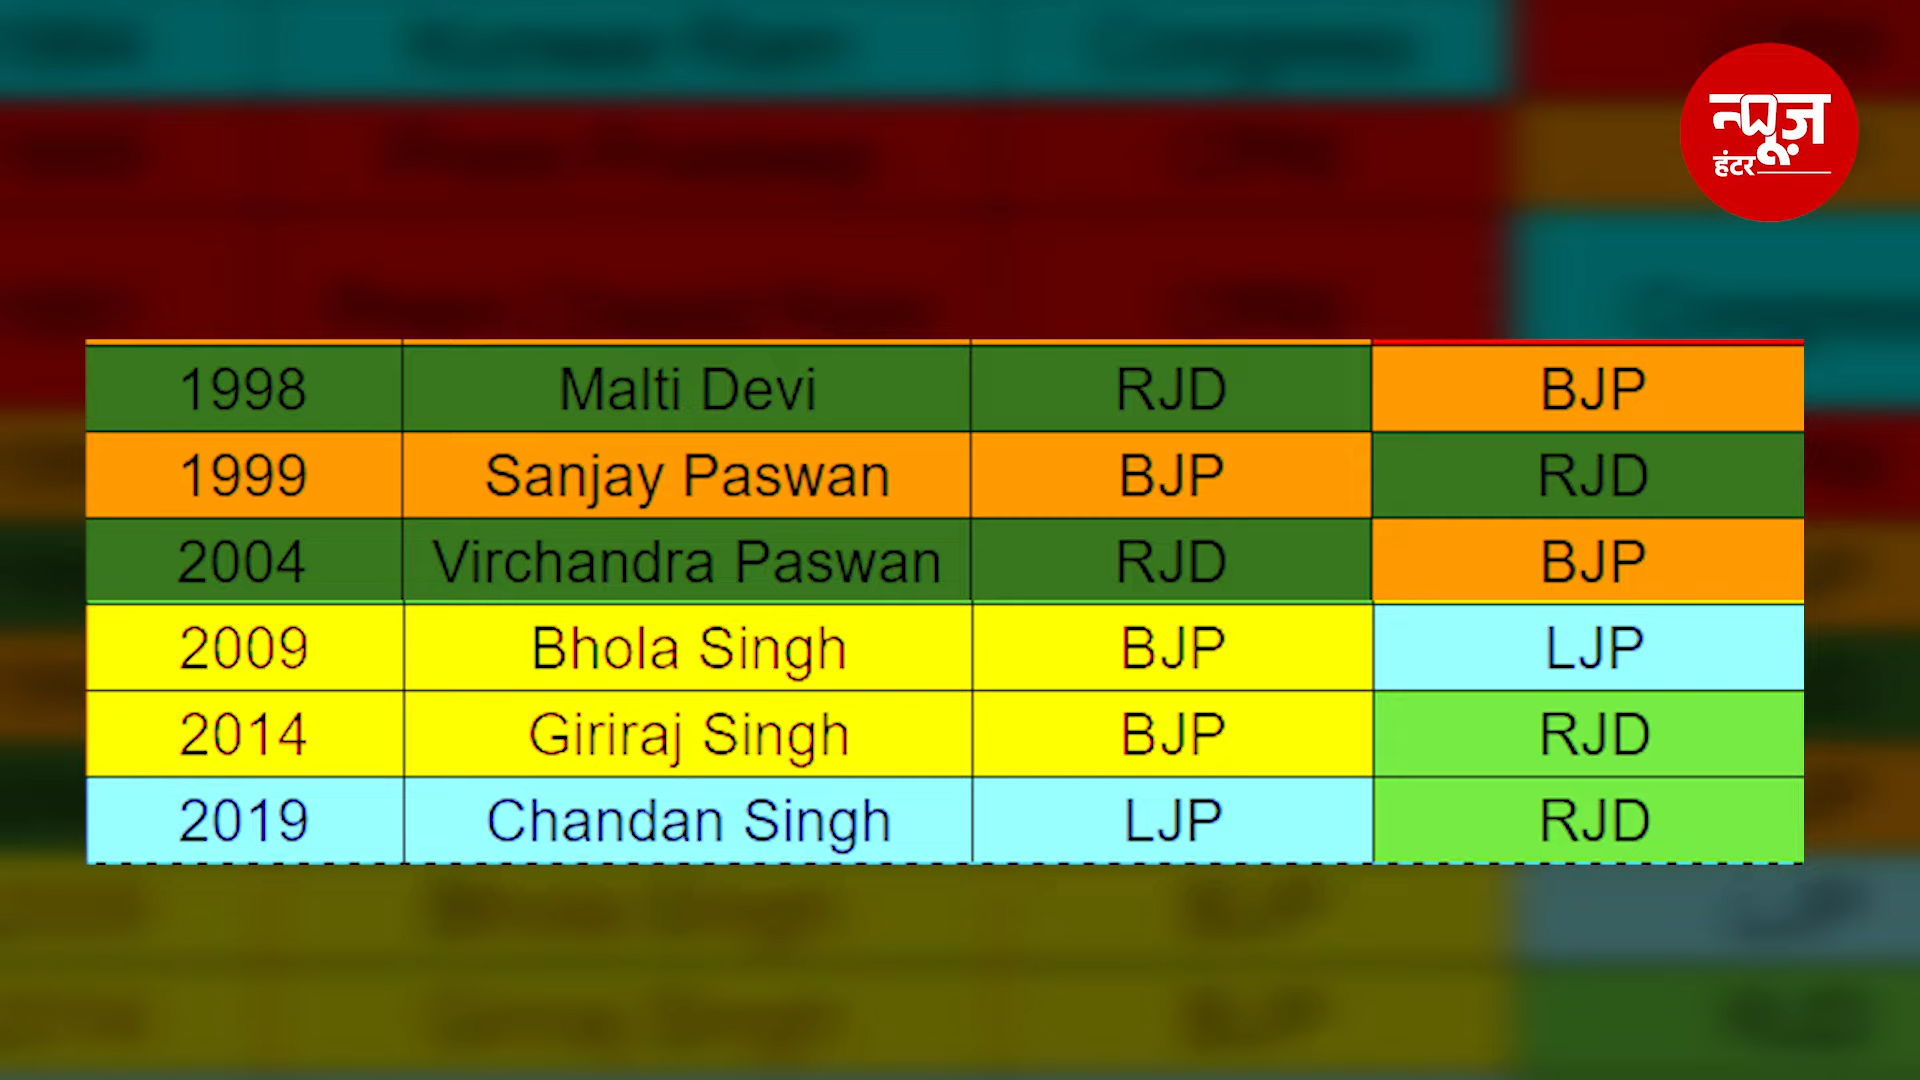 न्यूज़
हंटर
1998 Malti Devi RJD BJP
1999 Sanjay Paswan BJP RJD
2004 Virchandra Paswan RJD BJP
2009 Bhola Singh BJP LJP
2014 Giriraj Singh BJP RJD
2019 Chandan Singh LJP RJD